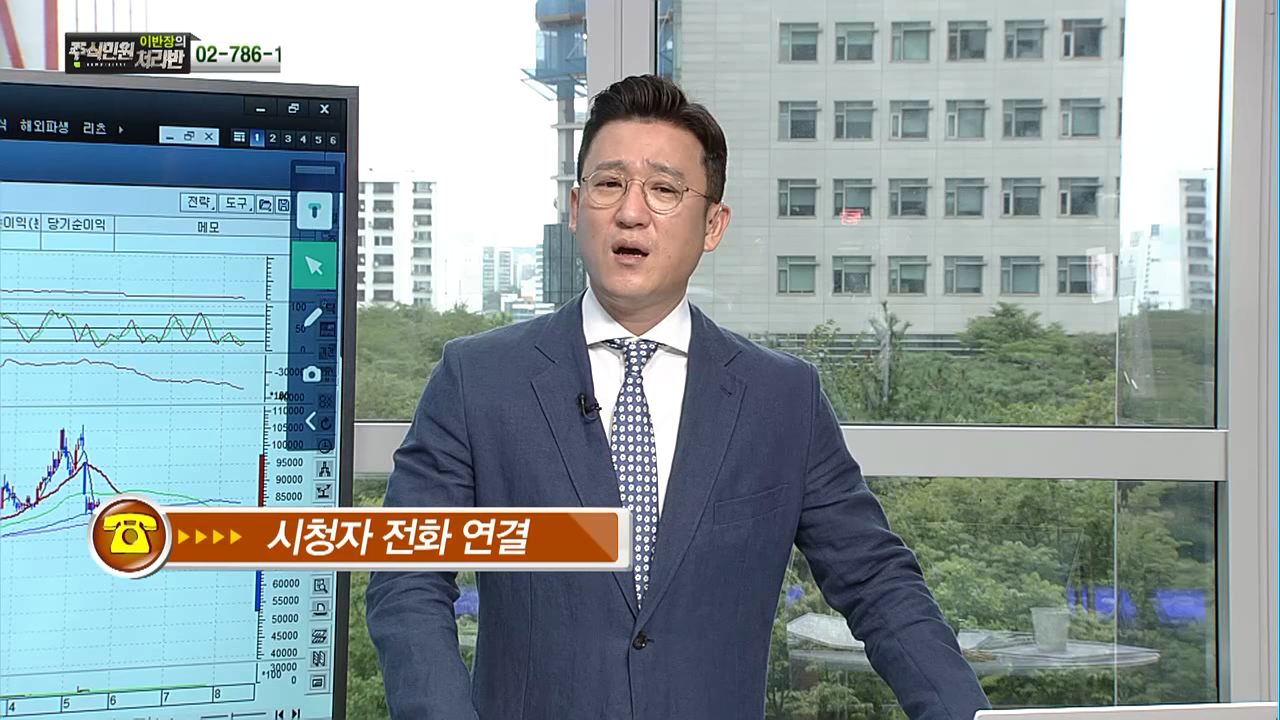 주식민원 이반장의 처리반 02-786-1
해외파생 리츠
1 2 3 4 5 6
전략 도구
당기순이익 메모
100
50
0
110000
105000
100000
95000
90000
85000
시청자 전화 연결
60000
55000
50000
45000
40000
30000
*100 0
4 5 6 7 8